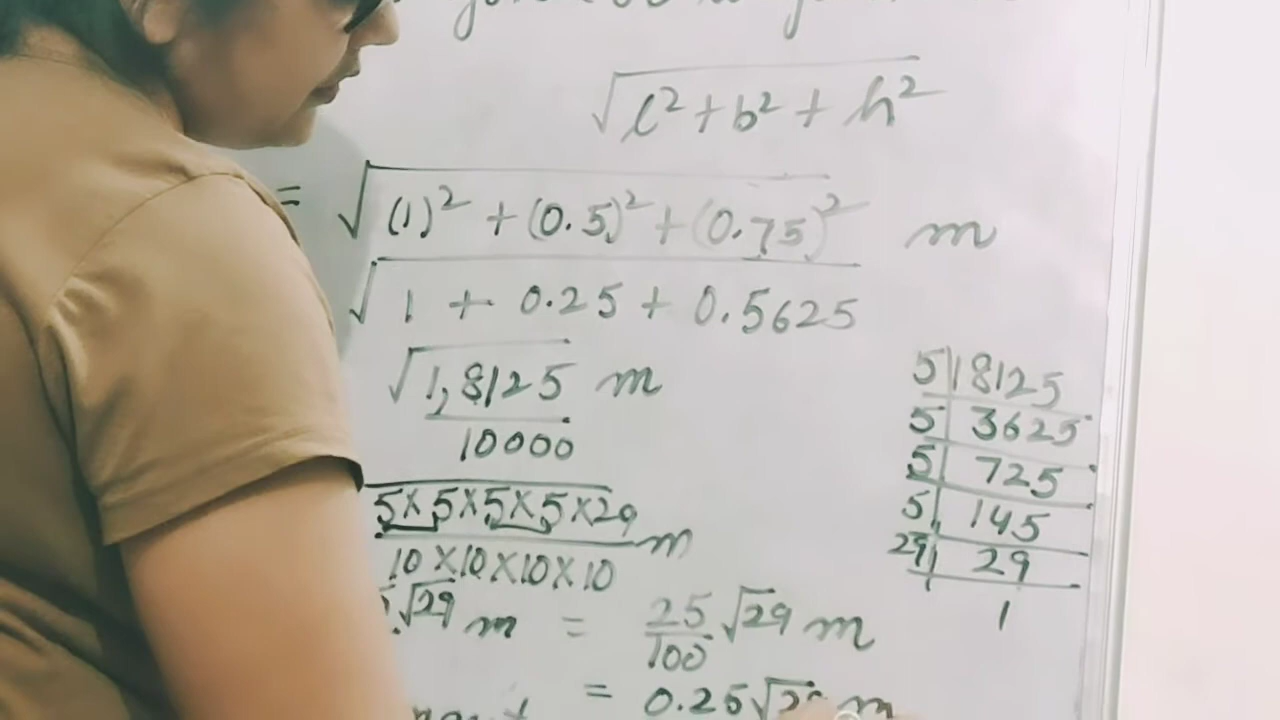 √(l² + b² + h²)
= √((1)² + (0.5)² + (0.75)²) m
√(1 + 0.25 + 0.5625)
√(1,8125 / 10000) m
√(5×5×5×5×29 / 10×10×10×10) m
√29 m = 25/100 √29 m
= 0.25√29 m
5 | 18125
5 | 3625
5 | 725
5 | 145
29 | 29
1